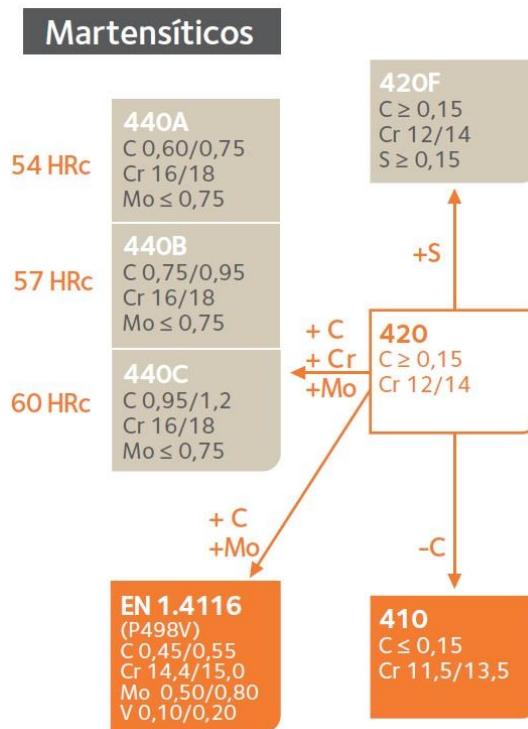 Martensíticos
54 HRc
440A
C 0,60/0,75
Cr 16/18
Mo ≤ 0,75
57 HRc
440B
C 0,75/0,95
Cr 16/18
Mo ≤ 0,75
60 HRc
440C
C 0,95/1,2
Cr 16/18
Mo ≤ 0,75
420F
C ≥ 0,15
Cr 12/14
S ≥ 0,15
+S
+ C
+ Cr
+Mo
420
C ≥ 0,15
Cr 12/14
+ C
+Mo
-C
EN 1.4116
(P498V)
C 0,45/0,55
Cr 14,4/15,0
Mo 0,50/0,80
V 0,10/0,20
410
C ≤ 0,15
Cr 11,5/13,5